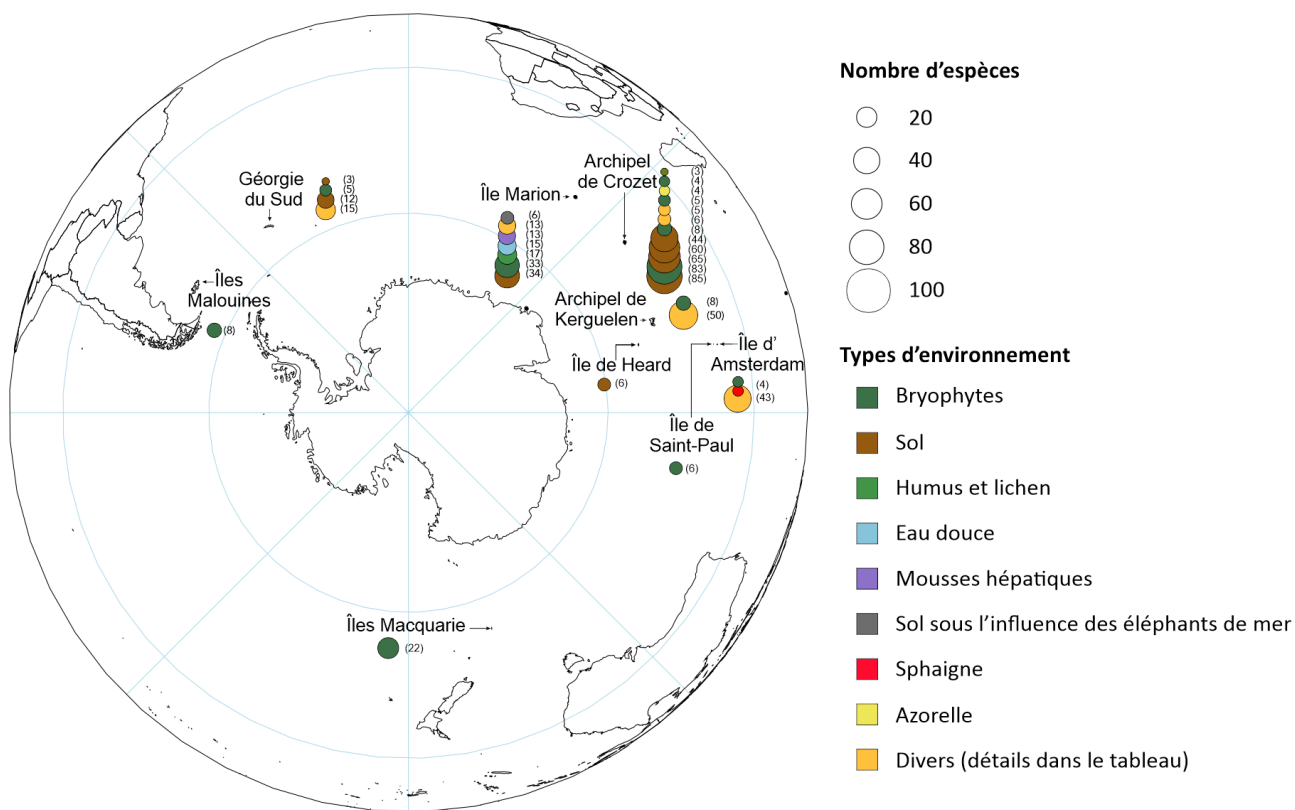 Nombre d'espèces
20
40
60
80
100
Types d'environnement
Bryophytes
Sol
Humus et lichen
Eau douce
Mousses hépatiques
Sol sous l'influence des éléphants de mer
Sphaigne
Azorelle
Divers (détails dans le tableau)
Géorgie
du Sud
(3)
(5)
(12)
(15)
Île Marion
(6)
(13)
(13)
(15)
(17)
(33)
(34)
Archipel
de Crozet
(3)
(4)
(4)
(5)
(5)
(6)
(8)
(44)
(60)
(65)
(83)
(85)
Îles
Malouines
(8)
Archipel de
Kerguelen
(8)
(50)
Île de Heard
(6)
Île d'
Amsterdam
(4)
(43)
Île de
Saint-Paul
(6)
Îles Macquarie
(22)